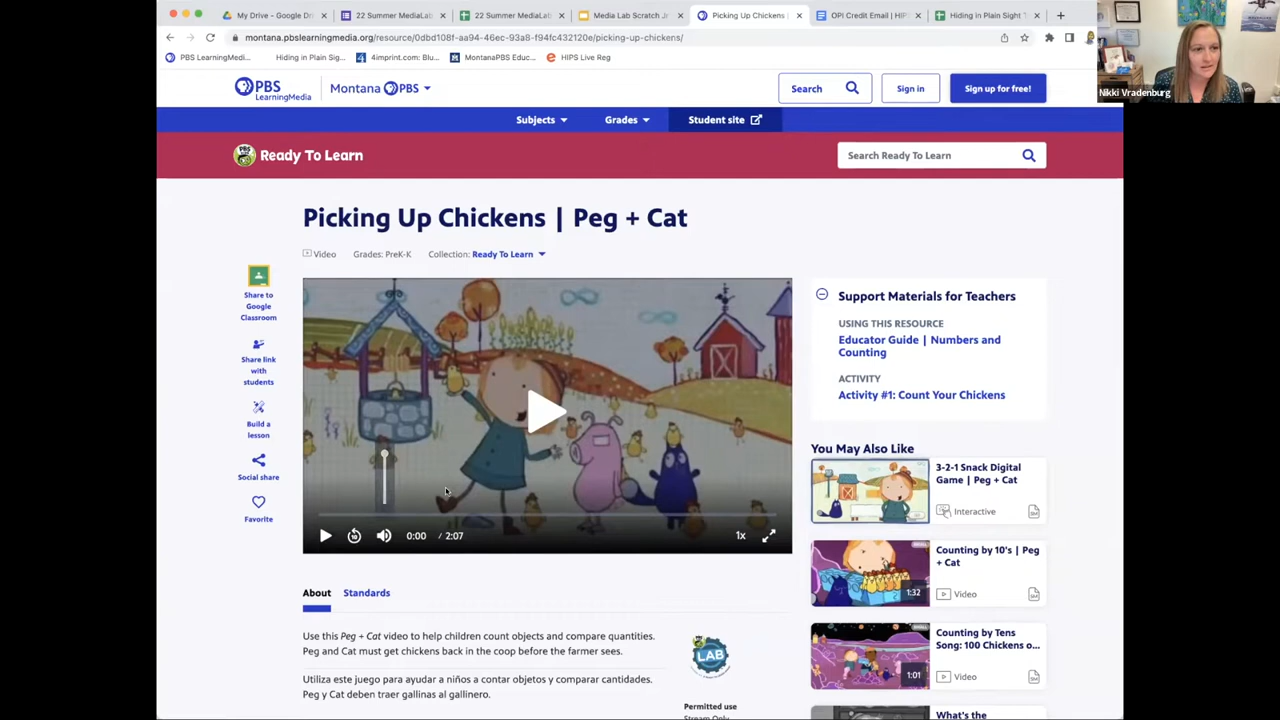 My Drive - Google Dri
22 Summer MediaLab
22 Summer MediaLab
Media Lab Scratch Jr
Picking Up Chickens |
OPI Credit Email | HIP
Hiding in Plain Sight T
montana.pbslearningmedia.org/resource/0dbd108f-aa94-46ec-93a8-f94fc432120e/picking-up-chickens/
PBS LearningMedi...
Hiding in Plain Sig...
4imprint.com: Blu...
MontanaPBS Educ...
HIPS Live Reg
Nikki Vradenburg
PBS LearningMedia
Montana PBS
Search
Sign in
Sign up for free!
Subjects
Grades
Student site
Ready To Learn
Search Ready To Learn
Picking Up Chickens | Peg + Cat
Video
Grades: PreK-K
Collection: Ready To Learn
Share to
Google
Classroom
Share link
with
students
Build a
lesson
Social share
Favorite
0:00 / 2:07
1x
Support Materials for Teachers
USING THIS RESOURCE
Educator Guide | Numbers and
Counting
ACTIVITY
Activity #1: Count Your Chickens
You May Also Like
3-2-1 Snack Digital
Game | Peg + Cat
Interactive
Counting by 10's | Peg
+ Cat
1:32
Video
Counting by Tens
Song: 100 Chickens o...
1:01
Video
What's the
About
Standards
Use this Peg + Cat video to help children count objects and compare quantities.
Peg and Cat must get chickens back in the coop before the farmer sees.
Utiliza este juego para ayudar a niños a contar objetos y comparar cantidades.
Peg y Cat deben traer gallinas al gallinero.
LAB
Permitted use
Stream Only